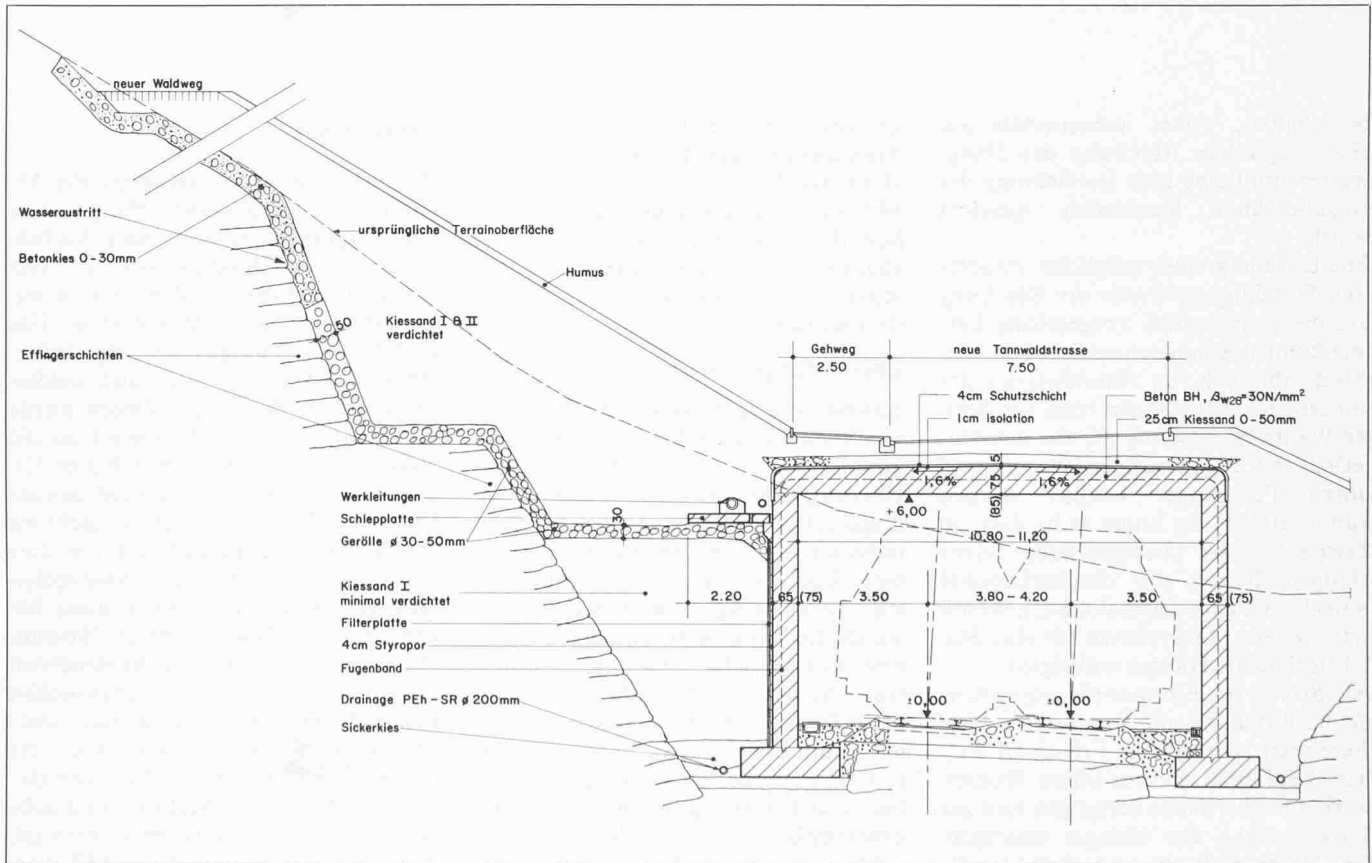 neuer Waldweg
Wasseraustritt
Betonkies 0-30mm
ursprüngliche Terrainoberfläche
Humus
50
Kiessand I & II
verdichtet
Efflingerschichten
Gehweg
2.50
neue Tannwaldstrasse
7.50
4cm Schutzschicht
1cm Isolation
Beton BH, βw28=30N/mm²
25cm Kiessand 0-50mm
1,6%
(85) 75 5
1,6%
+6,00
Werkleitungen
Schlepplatte
Gerölle ø 30-50mm
30
10.80-11.20
Kiessand I
minimal verdichtet
2.20
65 (75)
3.50
3.80-4.20
3.50
65 (75)
Filterplatte
4cm Styropor
Fugenband
Drainage PEh-SR ø 200mm
Sickerkies
±0,00
±0,00